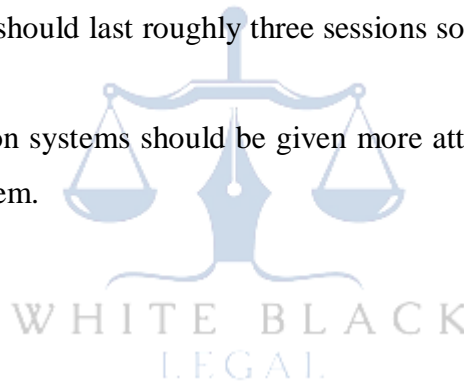 should last roughly three sessions so
on systems should be given more att
em.
WHITE BLACK
LEGAL